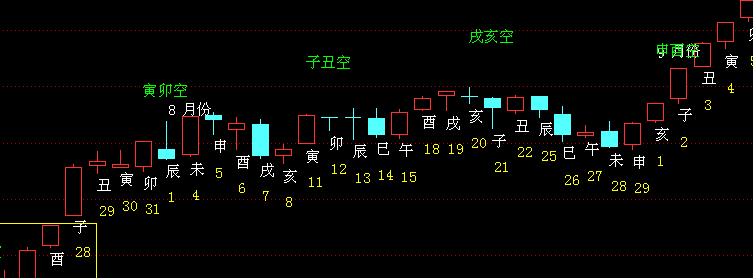 戌亥空
子丑空
申酉空
9 月份
寅卯空
8 月份
酉
子
28
丑
29
寅
30
卯
31
辰
1
未
4
申
5
酉
6
戌
7
亥
8
寅
11
卯
12
辰
13
巳
14
午
15
酉
18
戌
19
亥
20
子
21
丑
22
辰
25
巳
26
午
27
未
28
申
29
亥
1
子
2
丑
3
寅
4